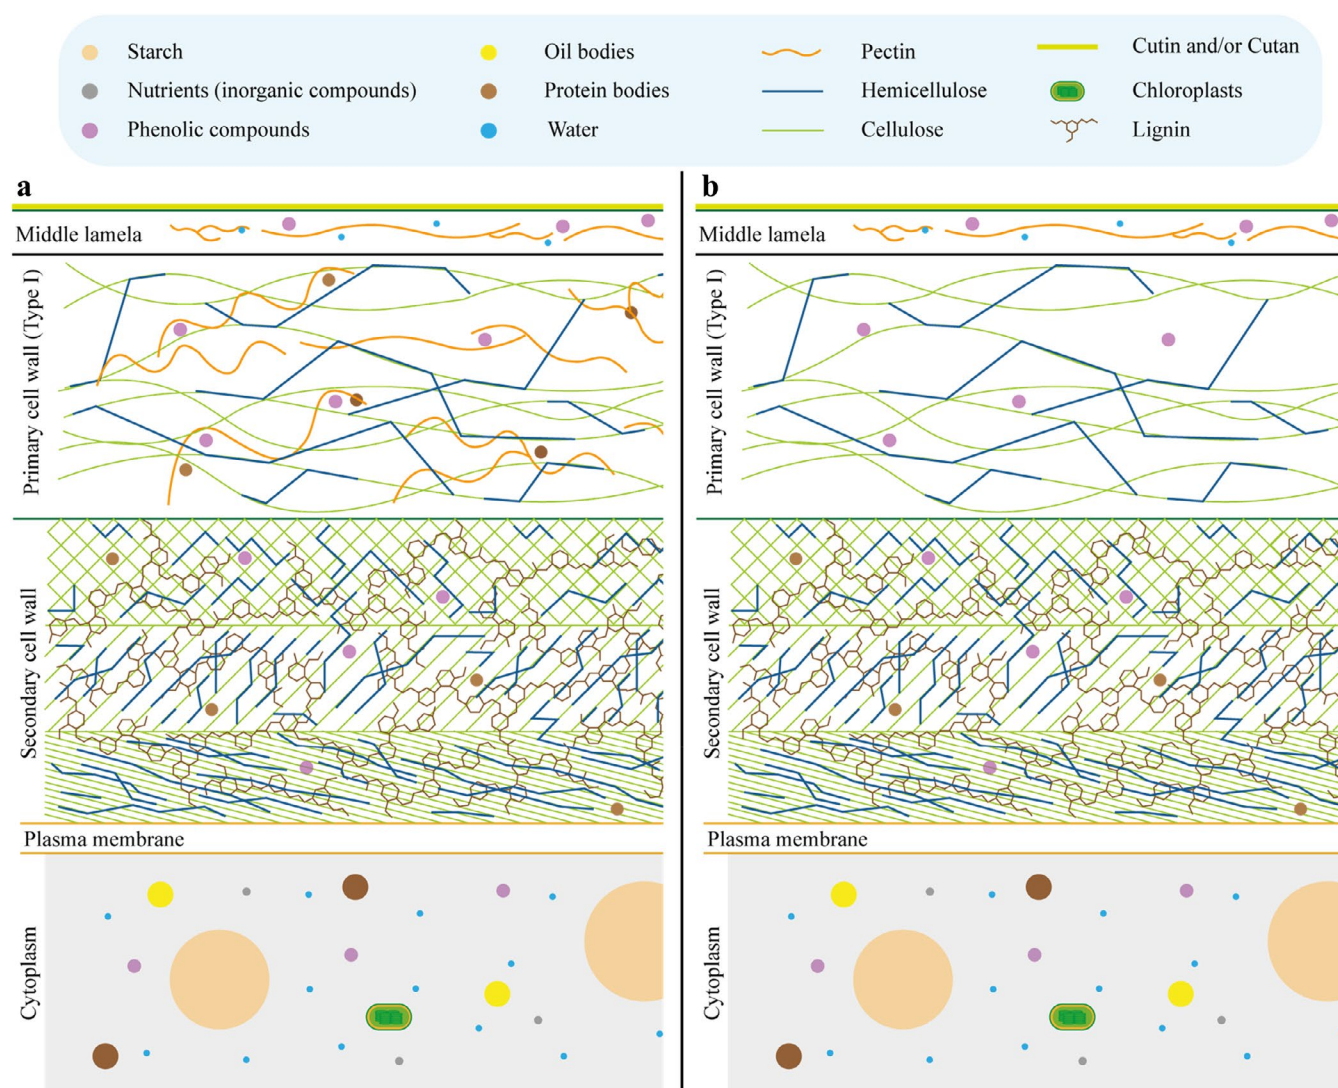 Starch
Oil bodies
Pectin
Cutin and/or Cutan
Nutrients (inorganic compounds)
Protein bodies
Hemicellulose
Chloroplasts
Phenolic compounds
Water
Cellulose
Lignin
a
Middle lamela
Primary cell wall (Type I)
Secondary cell wall
Plasma membrane
Cytoplasm
b
Middle lamela
Primary cell wall (Type I)
Secondary cell wall
Plasma membrane
Cytoplasm